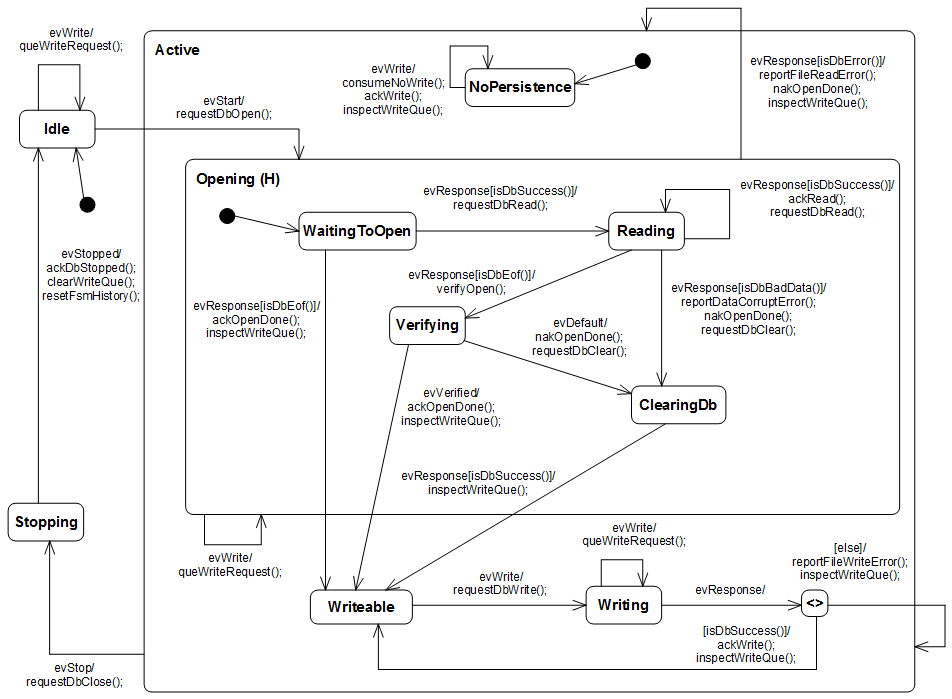 evWrite/
queWriteRequest();
Idle
evStart/
requestDbOpen();
Active
evWrite/
consumeNoWrite();
ackWrite();
inspectWriteQue();
NoPersistence
evResponse[isDbError()]/
reportFileReadError();
nakOpenDone();
inspectWriteQue();
Opening (H)
WaitingToOpen
evResponse[isDbSuccess()]/
requestDbRead();
Reading
evResponse[isDbSuccess()]/
ackRead();
requestDbRead();
evStopped/
ackDbStopped();
clearWriteQue();
resetFsmHistory();
evResponse[isDbEof()]/
ackOpenDone();
inspectWriteQue();
evResponse[isDbEof()]/
verifyOpen();
Verifying
evDefault/
nakOpenDone();
requestDbClear();
evResponse[isDbBadData()]/
reportDataCorruptError();
nakOpenDone();
requestDbClear();
evVerified/
ackOpenDone();
inspectWriteQue();
ClearingDb
evResponse[isDbSuccess()]/
inspectWriteQue();
Stopping
evWrite/
queWriteRequest();
Writeable
evWrite/
requestDbWrite();
evWrite/
queWriteRequest();
Writing
evResponse/
<>
[else]/
reportFileWriteError();
inspectWriteQue();
[isDbSuccess()]/
ackWrite();
inspectWriteQue();
evStop/
requestDbClose();